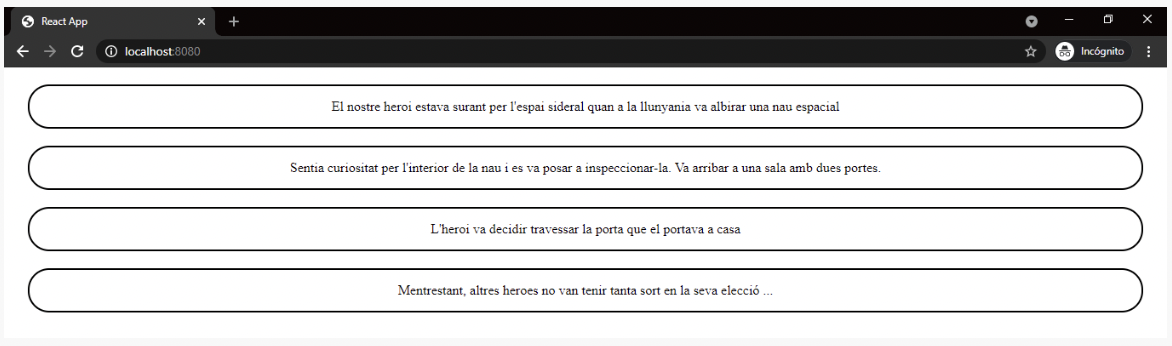 React App
localhost:8080
Incógnito
El nostre heroi estava surant per l'espai sideral quan a la llunyania va albirar una nau espacial
Sentia curiositat per l'interior de la nau i es va posar a inspeccionar-la. Va arribar a una sala amb dues portes.
L'heroi va decidir travessar la porta que el portava a casa
Mentrestant, altres heroes no van tenir tanta sort en la seva elecció ...